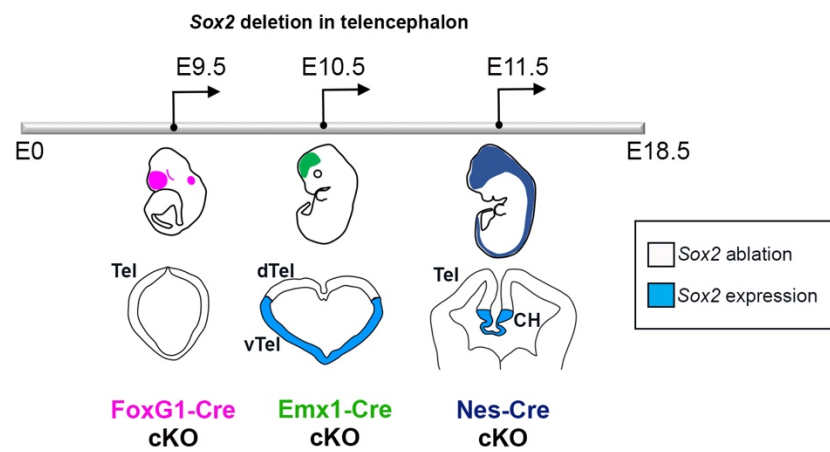 Sox2 deletion in telencephalon
E9.5
E10.5
E11.5
E0
E18.5
Tel
dTel
vTel
Tel
CH
Sox2 ablation
Sox2 expression
FoxG1-Cre
cKO
Emx1-Cre
cKO
Nes-Cre
cKO